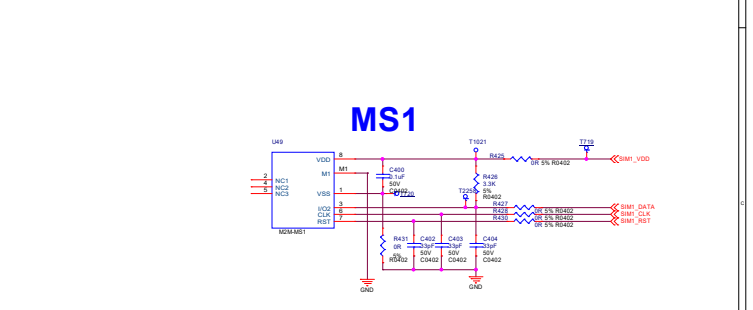 MS1
U49
T1021
T719
VDD 8
R425
0R 5% R0402
SIM1_VDD
M1 M1
C400
0.1uF
50V
C0402
R426
3.3K
5%
R0402
2 NC1
4 NC2
5 NC3
VSS 1
T720
T2258
I/O2 3
CLK 6
RST 7
R427
0R 5% R0402
SIM1_DATA
R428
0R 5% R0402
SIM1_CLK
R430
0R 5% R0402
SIM1_RST
M2M-MS1
R431
0R
5%
R0402
C402
33pF
50V
C0402
C403
33pF
50V
C0402
C404
33pF
50V
C0402
GND
GND
C